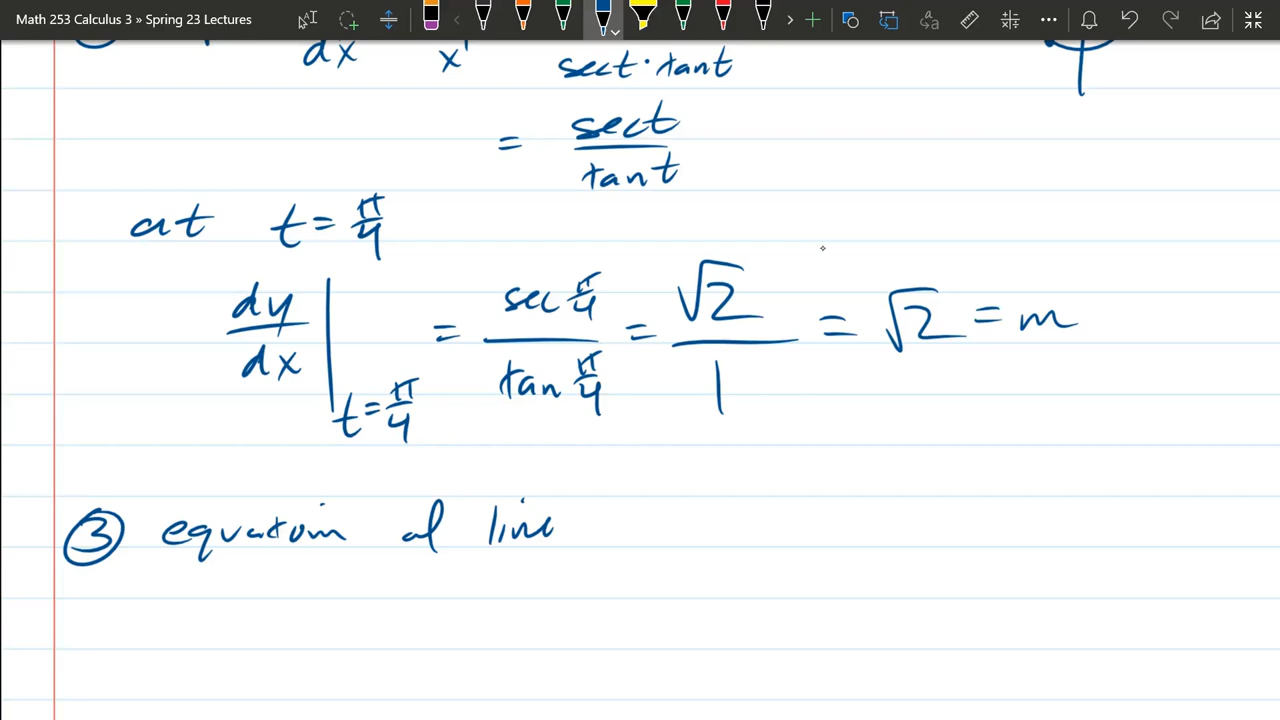 Math 253 Calculus 3 » Spring 23 Lectures
dx x' sect · tant
= sect / tant
at t = π/4
dy/dx | t = π/4 = sec π/4 / tan π/4 = √2 / 1 = √2 = m
③ equation of line